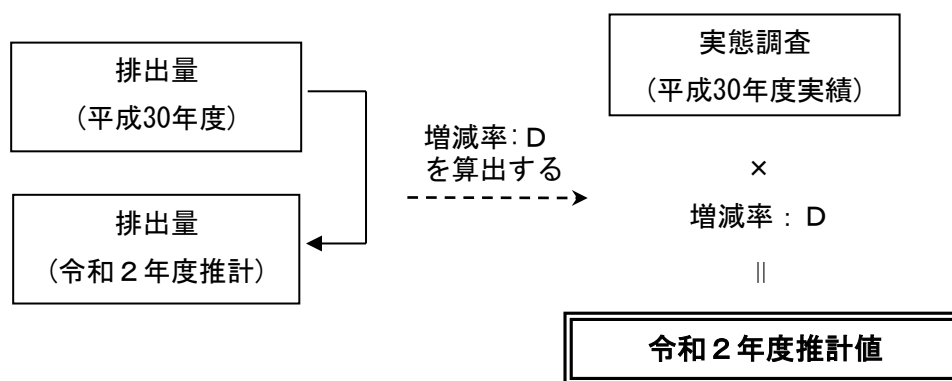 排出量
(平成30年度)
排出量
(令和２年度推計)
増減率：Ｄ
を算出する
実態調査
(平成30年度実績)
×
増減率：Ｄ
||
令和２年度推計値